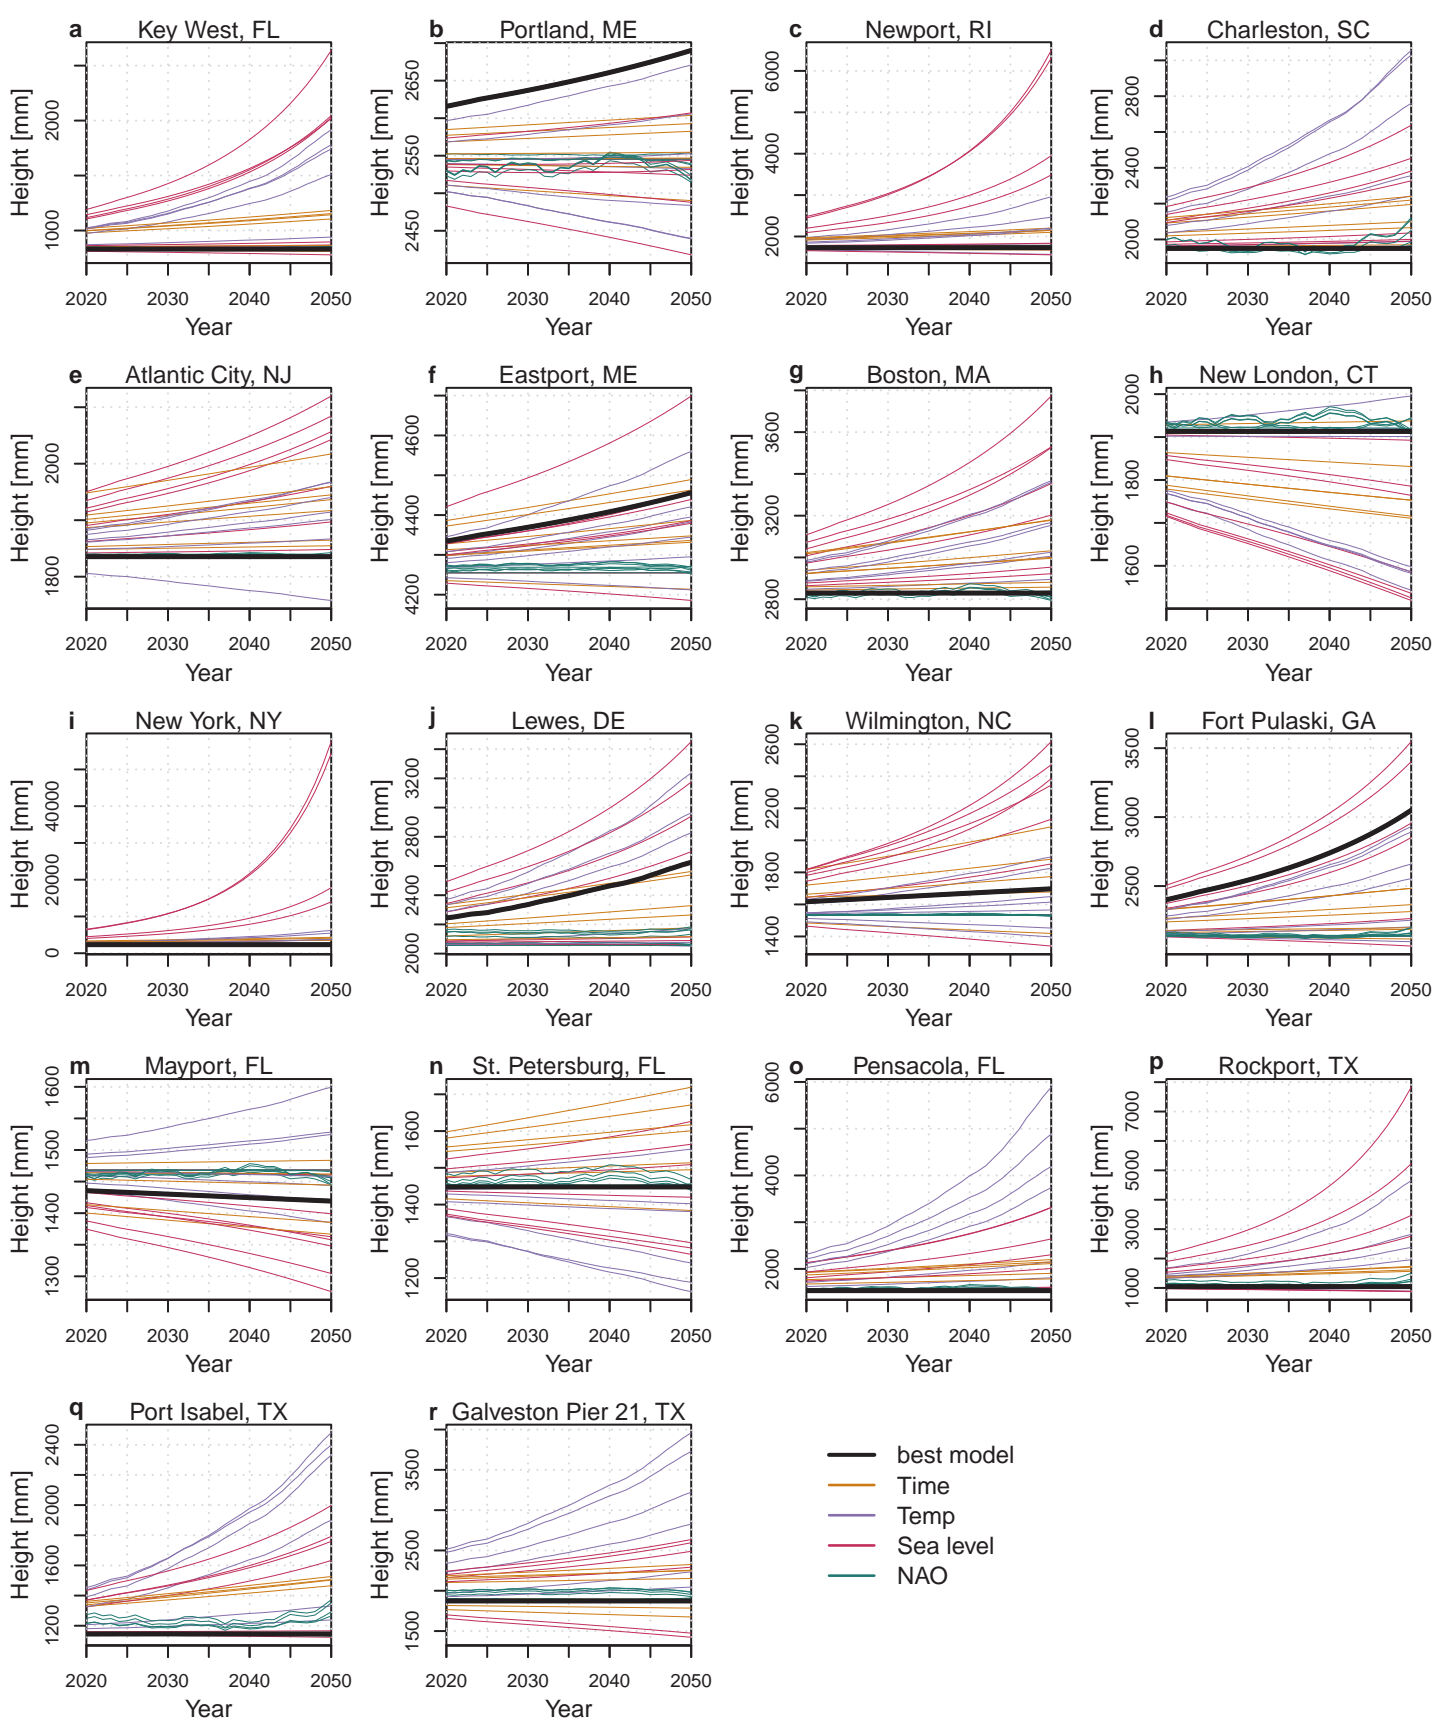 a Key West, FL
Height [mm]
1000 2000
2020 2030 2040 2050
Year
b Portland, ME
Height [mm]
2450 2550 2650
2020 2030 2040 2050
Year
c Newport, RI
Height [mm]
2000 4000 6000
2020 2030 2040 2050
Year
d Charleston, SC
Height [mm]
2000 2400 2800
2020 2030 2040 2050
Year
e Atlantic City, NJ
Height [mm]
1800 2000
2020 2030 2040 2050
Year
f Eastport, ME
Height [mm]
4200 4400 4600
2020 2030 2040 2050
Year
g Boston, MA
Height [mm]
2800 3200 3600
2020 2030 2040 2050
Year
h New London, CT
Height [mm]
1600 1800 2000
2020 2030 2040 2050
Year
i New York, NY
Height [mm]
0 20000 40000
2020 2030 2040 2050
Year
j Lewes, DE
Height [mm]
2000 2400 2800 3200
2020 2030 2040 2050
Year
k Wilmington, NC
Height [mm]
1400 1800 2200 2600
2020 2030 2040 2050
Year
l Fort Pulaski, GA
Height [mm]
2500 3000 3500
2020 2030 2040 2050
Year
m Mayport, FL
Height [mm]
1300 1400 1500 1600
2020 2030 2040 2050
Year
n St. Petersburg, FL
Height [mm]
1200 1400 1600
2020 2030 2040 2050
Year
o Pensacola, FL
Height [mm]
2000 4000 6000
2020 2030 2040 2050
Year
p Rockport, TX
Height [mm]
1000 3000 5000 7000
2020 2030 2040 2050
Year
q Port Isabel, TX
Height [mm]
1200 1600 2000 2400
2020 2030 2040 2050
Year
r Galveston Pier 21, TX
Height [mm]
1500 2500 3500
2020 2030 2040 2050
Year
best model
Time
Temp
Sea level
NAO